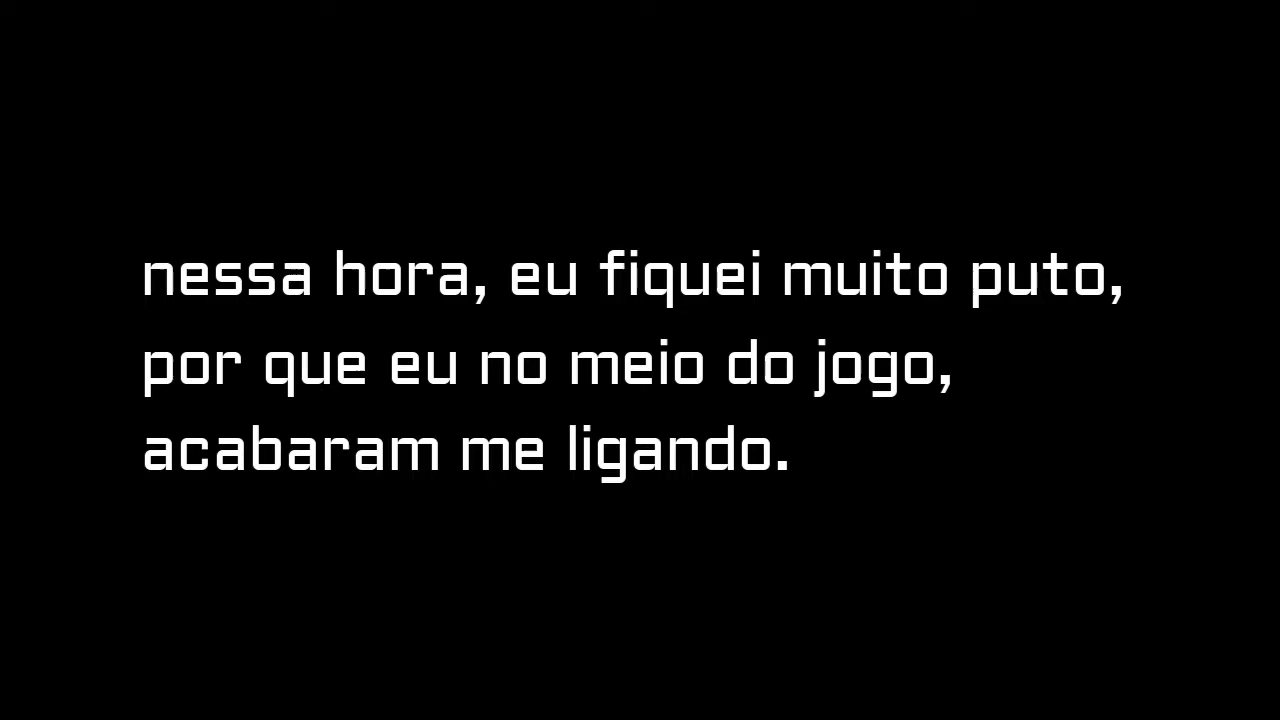 nessa hora, eu fiquei muito puto,
por que eu no meio do jogo,
acabaram me ligando.